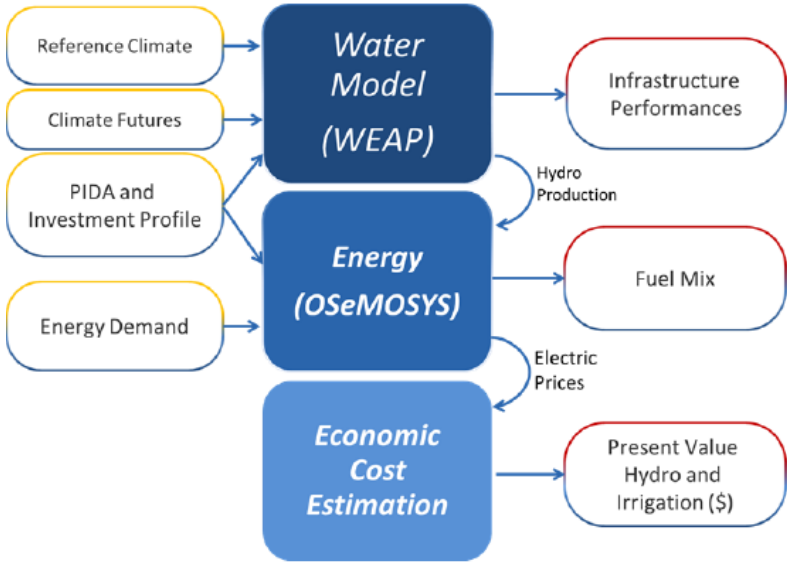 Reference Climate
Climate Futures
PIDA and
Investment Profile
Energy Demand
Water
Model
(WEAP)
Hydro
Production
Energy
(OSeMOSYS)
Electric
Prices
Economic
Cost
Estimation
Infrastructure
Performances
Fuel Mix
Present Value
Hydro and
Irrigation ($)